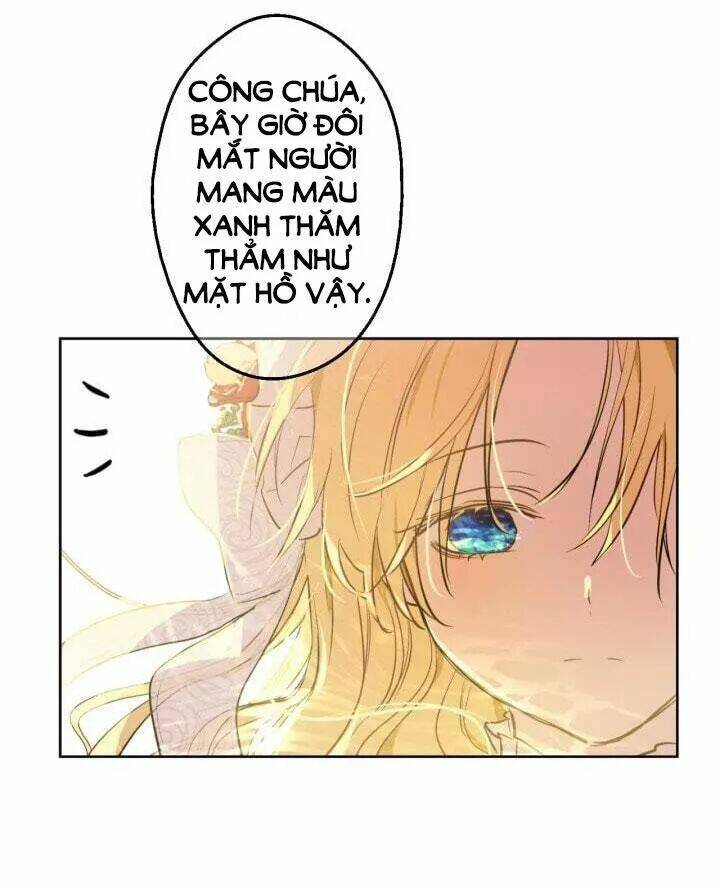 CÔNG CHÚA,
BÂY GIỜ ĐÔI
MẮT NGƯỜI
MANG MÀU
XANH THĂM
THẲM NHƯ
MẶT HỒ VẬY.